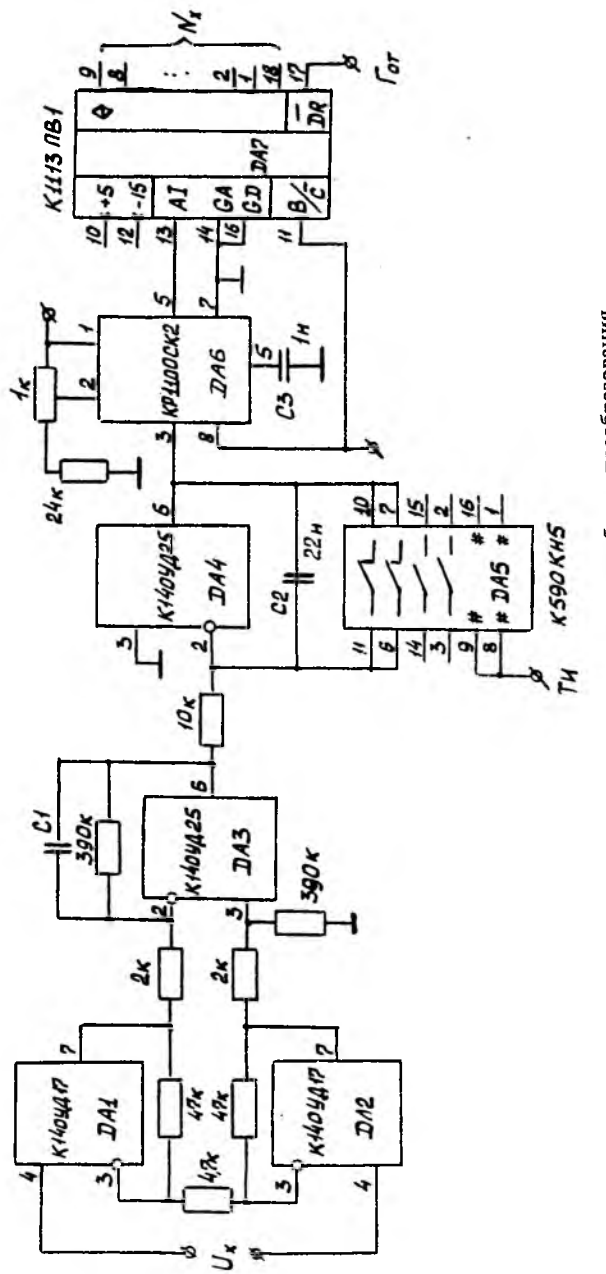 Uₓ
4
К140УД17
DA1
3
7
47к
47к
4,7к
3
К140УД17
DA2
4
7
2к
2к
C1
390к
2
К140УД25
DA3
3
6
390к
10к
3
К140УД25
DA4
2
6
C2
22н
11
6
14
3
9
8
10
7
15
2
16
1
#
#
#
#
DA5
К590КН5
ТИ
24к
1к
2
1
3
КР1100СК2
DA6
8
5
7
5
C3
1н
К1113ПВ1
10
+5
12
-15
13
AI
14
GA
16
GD
11
B/C̅
DA7
D̅R̅
9
8
:
2
1
18
17
Nₓ
Гот
преобразования